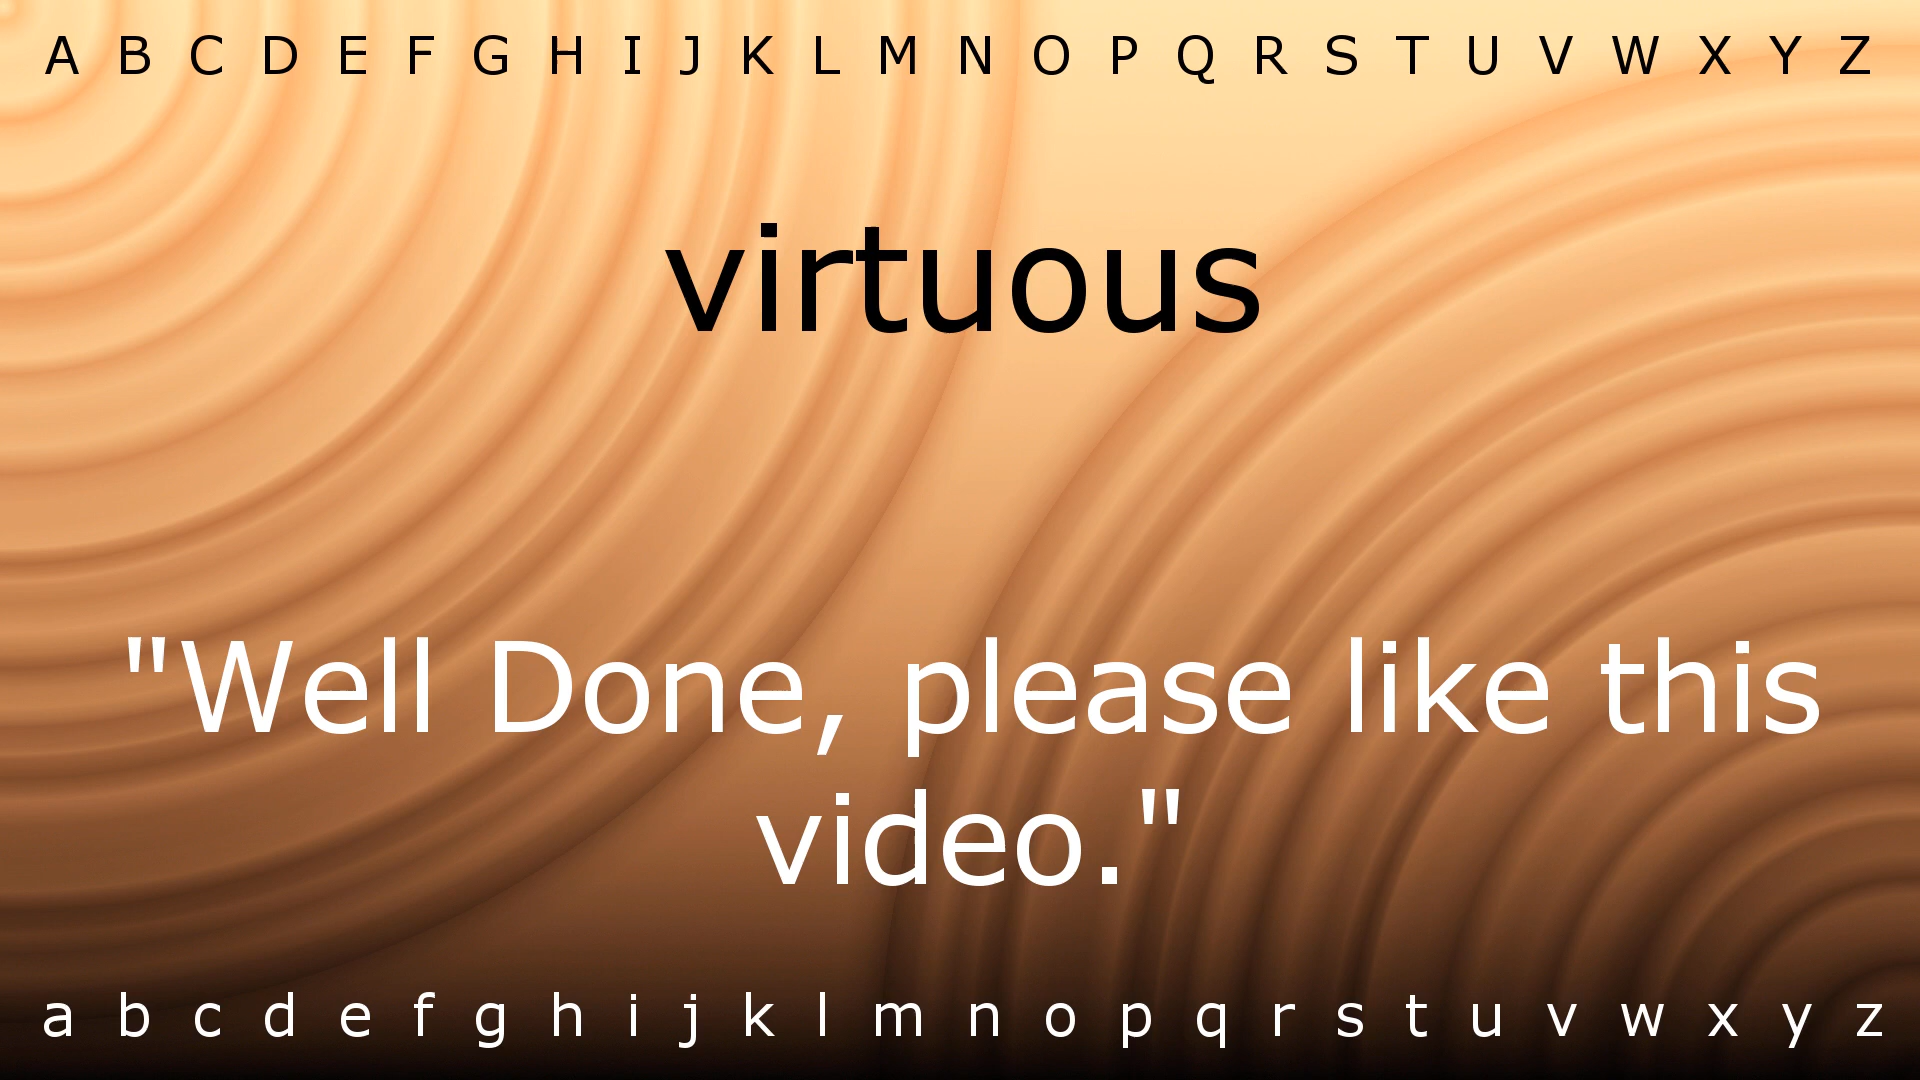 A B C D E F G H I J K L M N O P Q R S T U V W X Y Z
virtuous
"Well Done, please like this
video."
a b c d e f g h i j k l m n o p q r s t u v w x y z